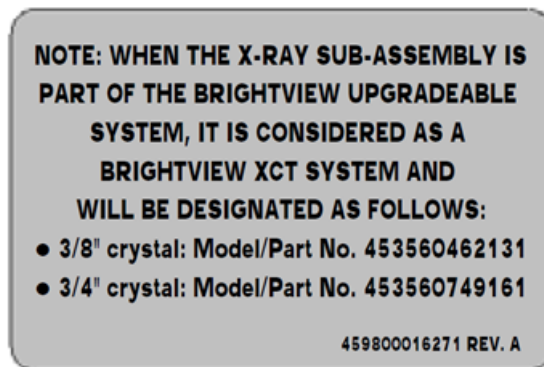 NOTE: WHEN THE X-RAY SUB-ASSEMBLY IS
PART OF THE BRIGHTVIEW UPGRADEABLE
SYSTEM, IT IS CONSIDERED AS A
BRIGHTVIEW XCT SYSTEM AND
WILL BE DESIGNATED AS FOLLOWS:
● 3/8" crystal: Model/Part No. 453560462131
● 3/4" crystal: Model/Part No. 453560749161
459800016271 REV. A